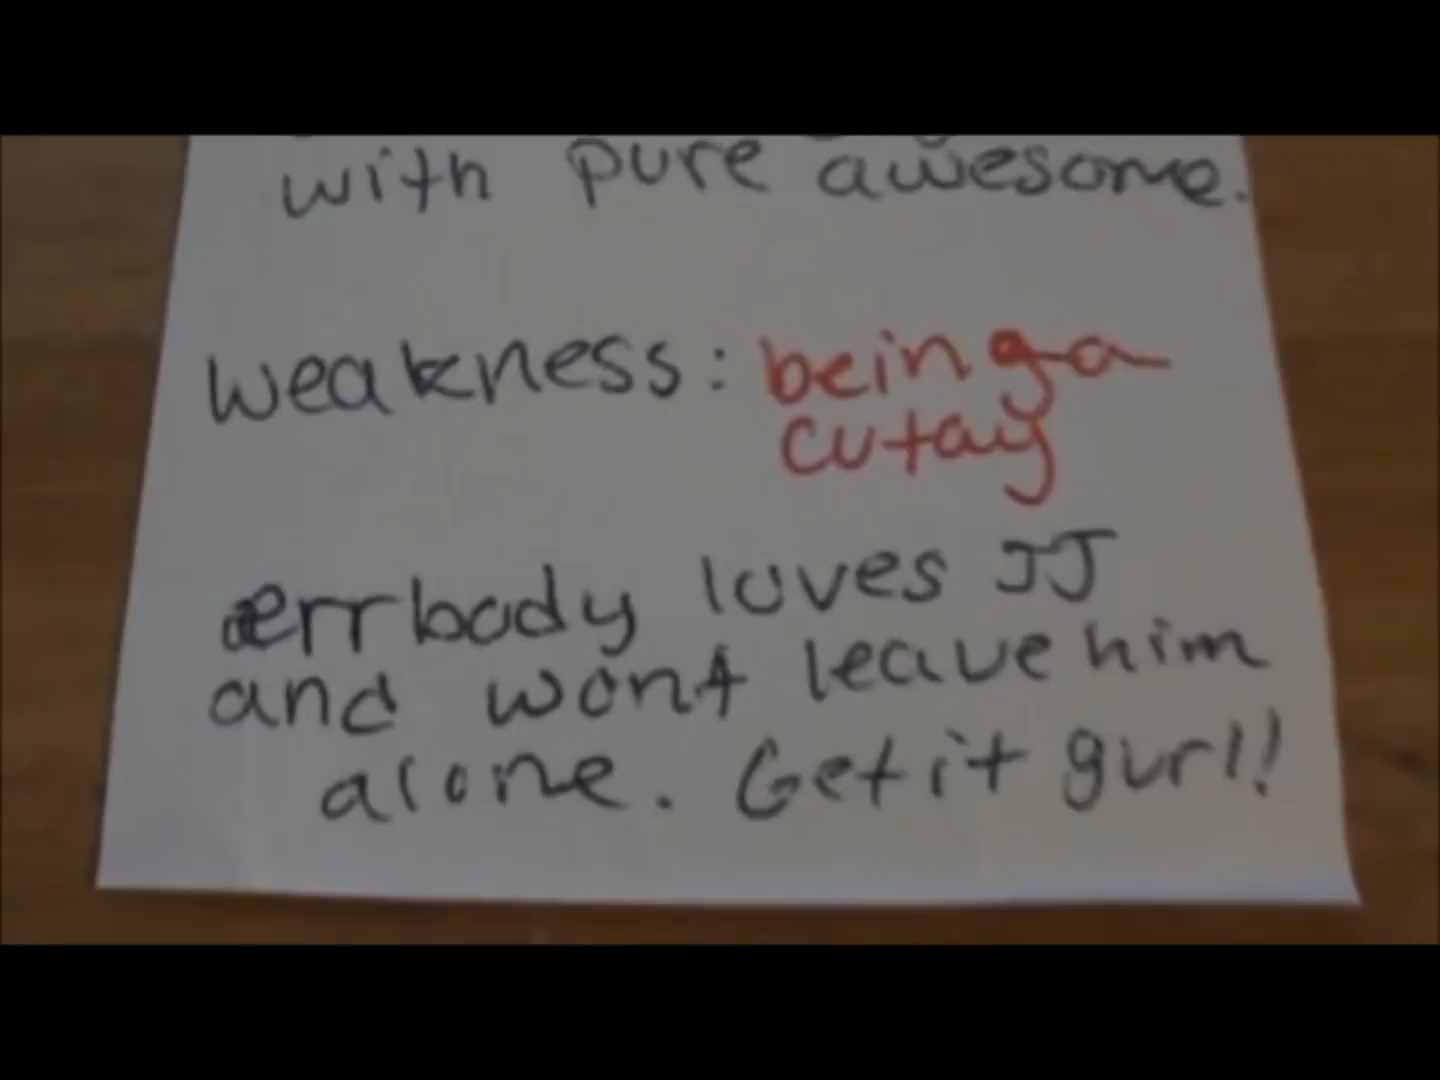 with pure awesome.
weakness: being a
cutay
errbody loves JJ
and wont leave him
alone. Get it gurl!